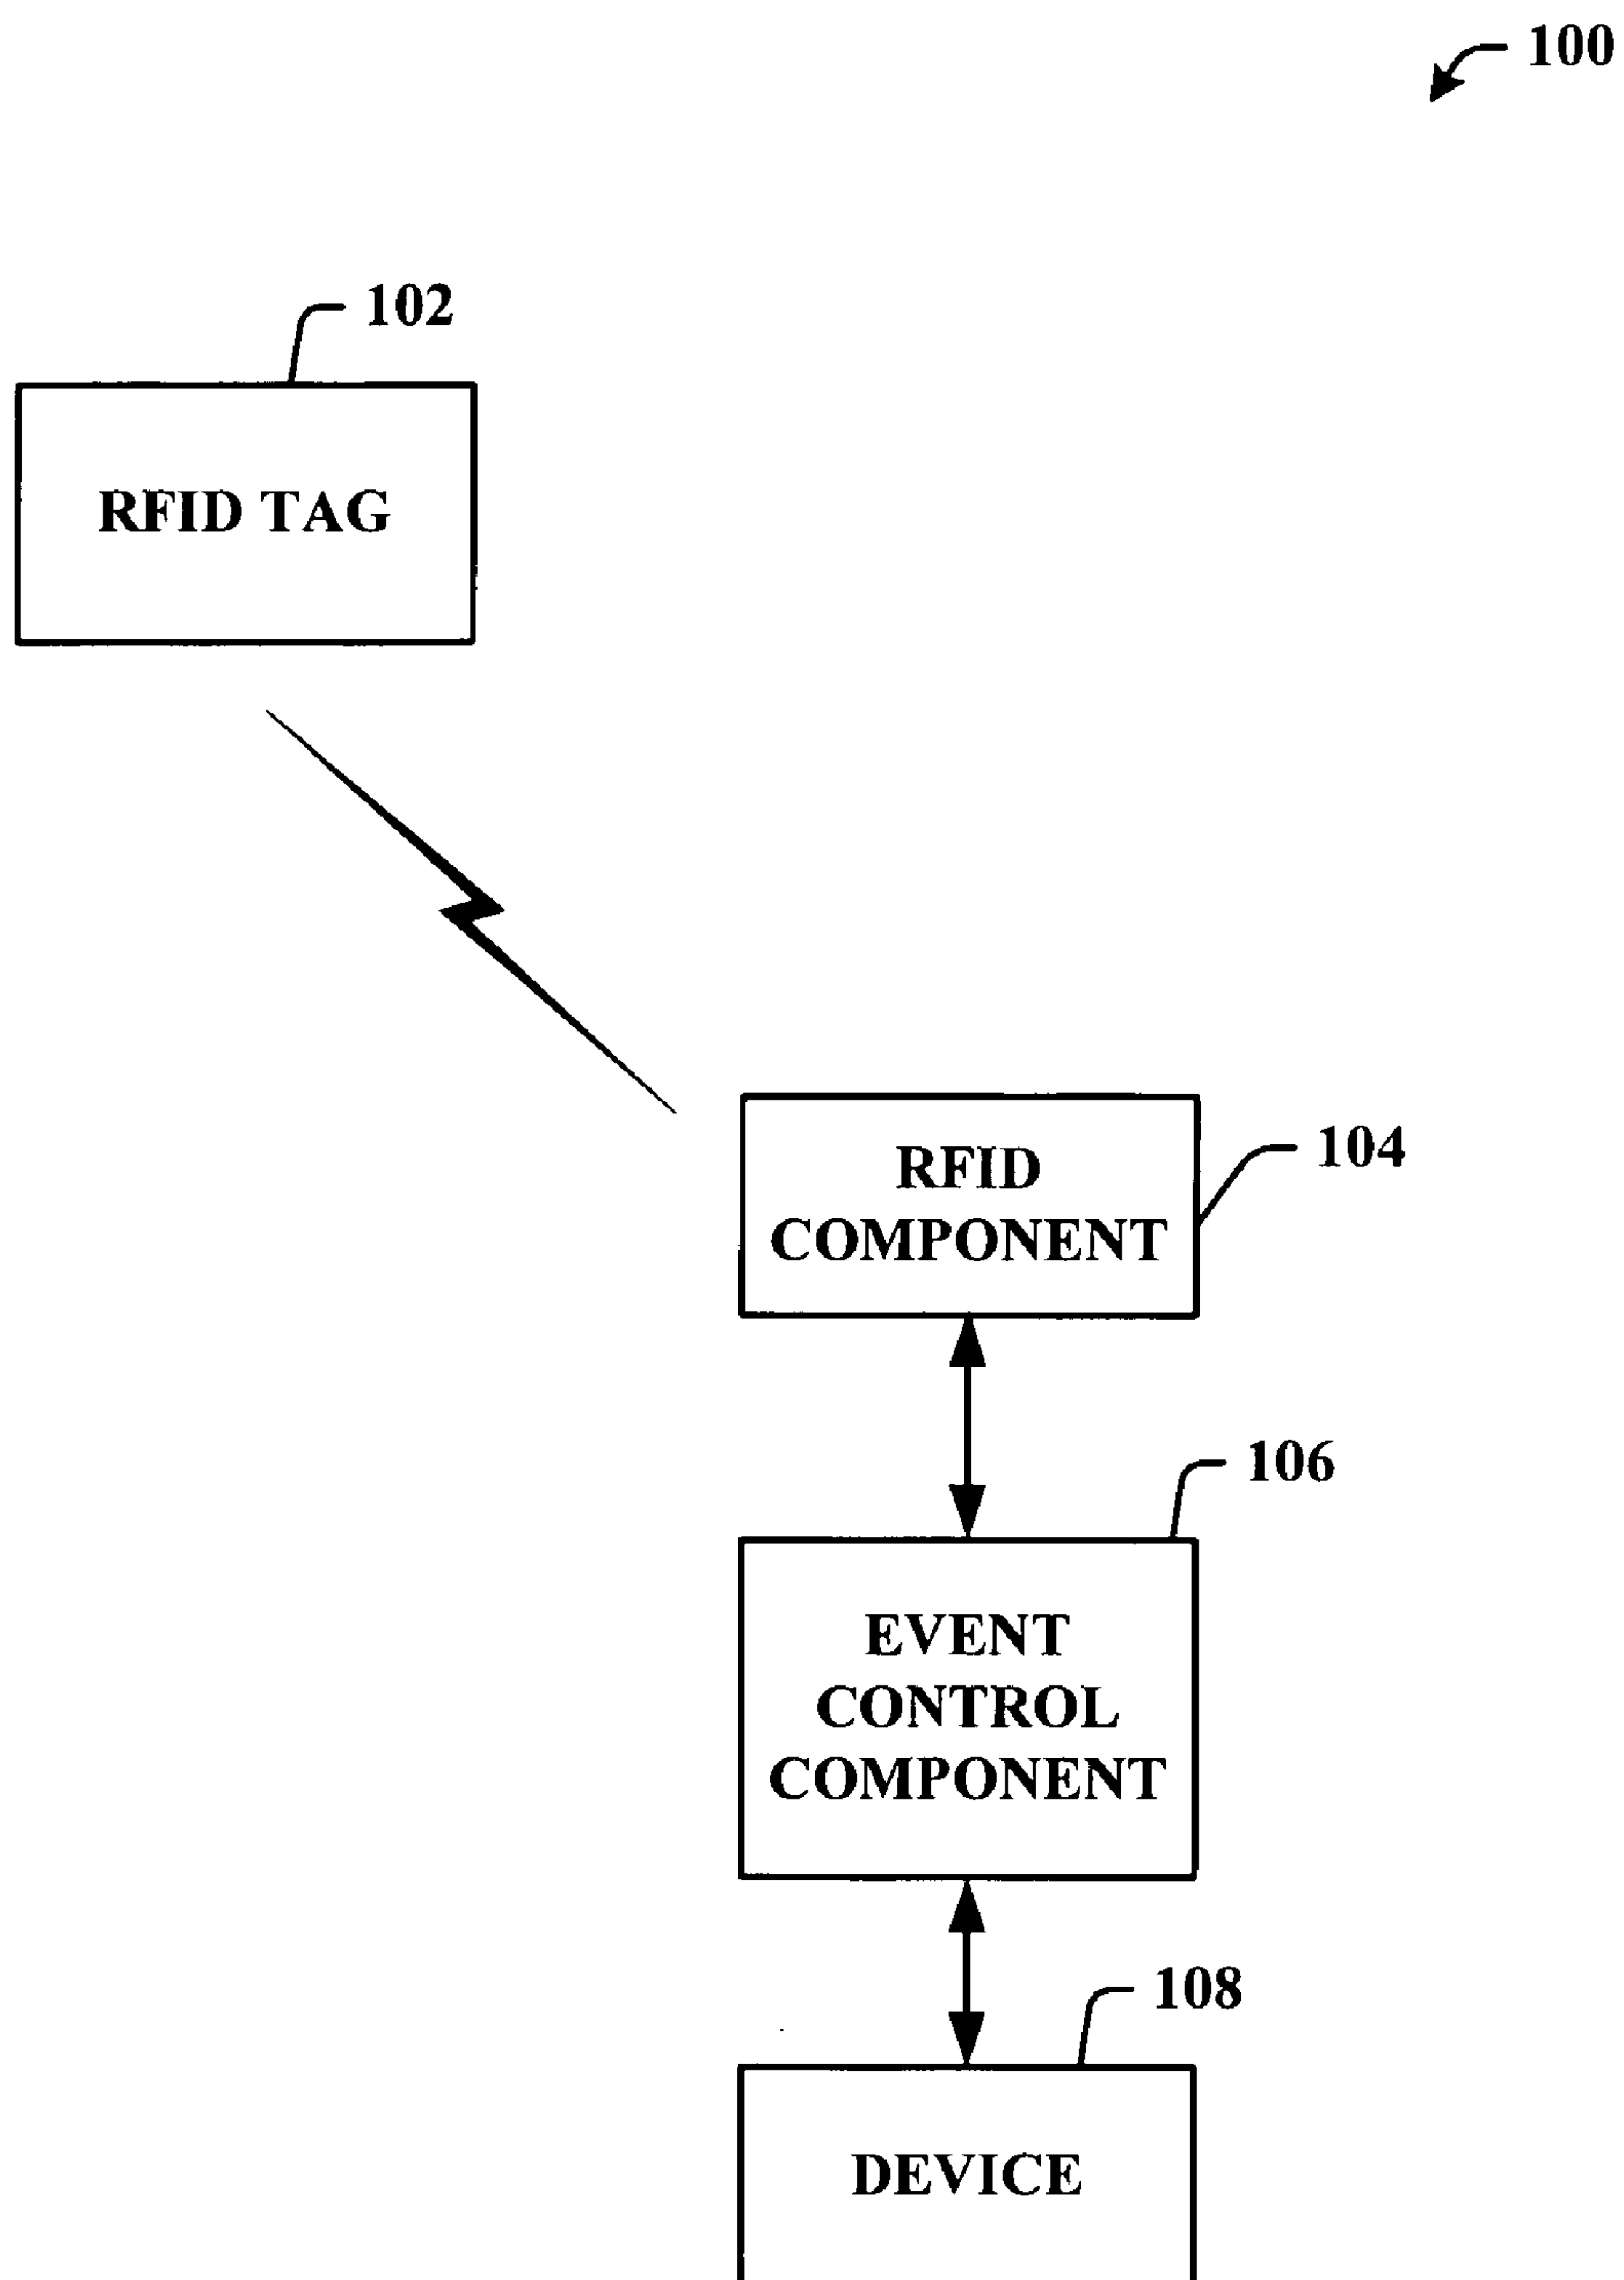 100
102
RFID TAG
RFID
COMPONENT
104
106
EVENT
CONTROL
COMPONENT
108
DEVICE